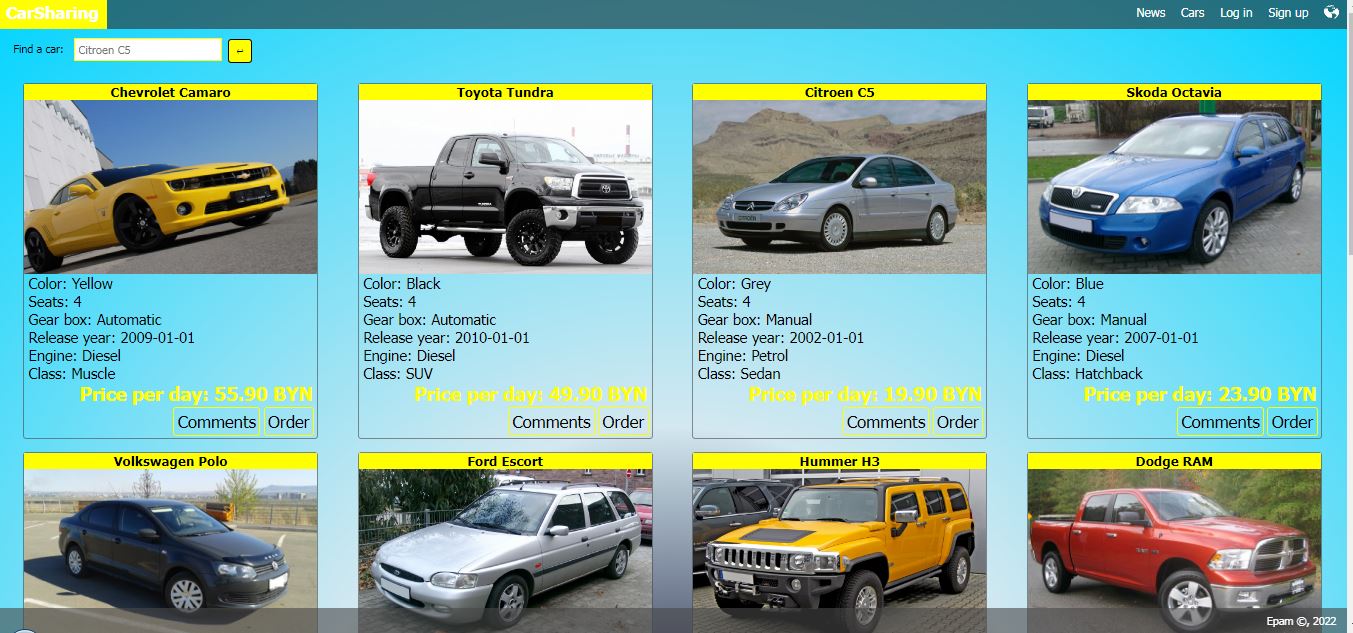 CarSharing
News Cars Log in Sign up
Find a car: Citroen C5
Chevrolet Camaro
Color: Yellow
Seats: 4
Gear box: Automatic
Release year: 2009-01-01
Engine: Diesel
Class: Muscle
Price per day: 55.90 BYN
Comments Order
Toyota Tundra
TUNDRA
Color: Black
Seats: 4
Gear box: Automatic
Release year: 2010-01-01
Engine: Diesel
Class: SUV
Price per day: 49.90 BYN
Comments Order
Citroen C5
CITROËN
Color: Grey
Seats: 4
Gear box: Manual
Release year: 2002-01-01
Engine: Petrol
Class: Sedan
Price per day: 19.90 BYN
Comments Order
Skoda Octavia
Color: Blue
Seats: 4
Gear box: Manual
Release year: 2007-01-01
Engine: Diesel
Class: Hatchback
Price per day: 23.90 BYN
Comments Order
Volkswagen Polo
Ford Escort
Hummer H3
Dodge RAM
Epam ©, 2022